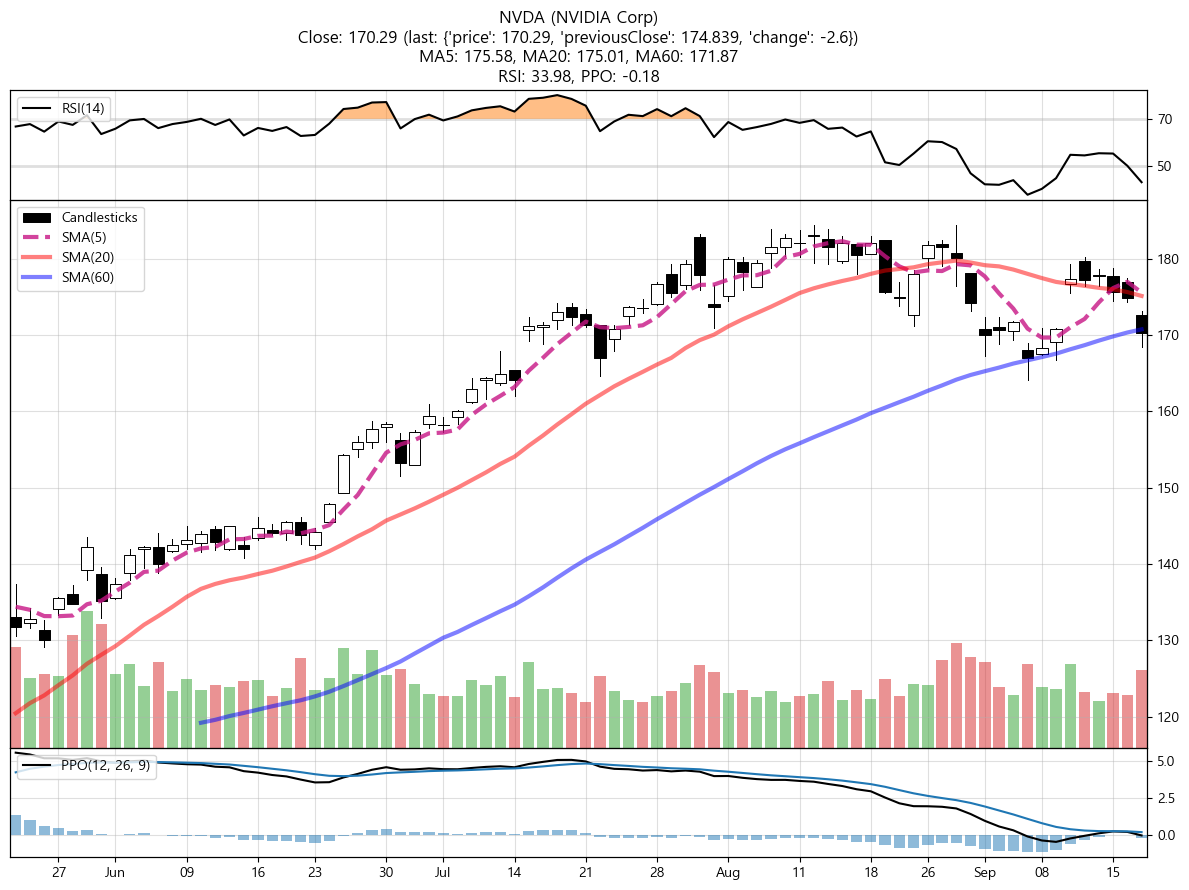 NVDA (NVIDIA Corp)
Close: 170.29 (last: {'price': 170.29, 'previousClose': 174.839, 'change': -2.6})
MA5: 175.58, MA20: 175.01, MA60: 171.87
RSI: 33.98, PPO: -0.18
RSI(14)
70
50
Candlesticks
SMA(5)
SMA(20)
SMA(60)
180
170
160
150
140
130
120
PPO(12, 26, 9)
5.0
2.5
0.0
27 Jun 09 16 23 30 Jul 14 21 28 Aug 11 18 26 Sep 08 15